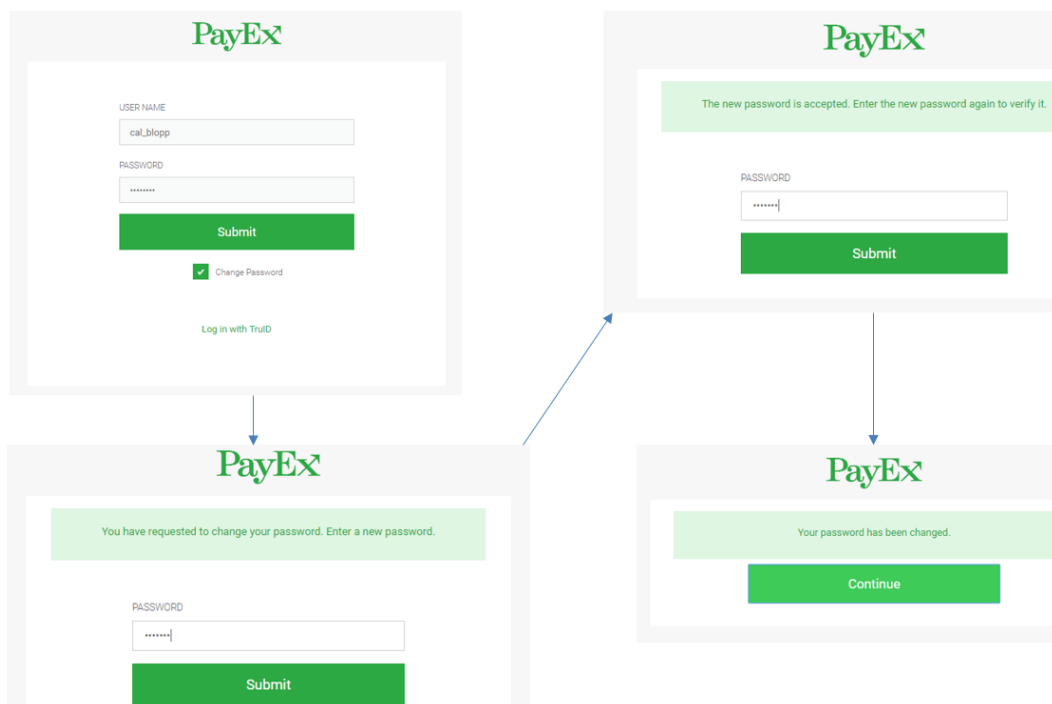 PayEx
USER NAME
cal_blopp
PASSWORD
••••••••
Submit
Change Password
Log in with TruID
PayEx
You have requested to change your password. Enter a new password.
PASSWORD
•••••••
Submit
PayEx
The new password is accepted. Enter the new password again to verify it.
PASSWORD
•••••••
Submit
PayEx
Your password has been changed.
Continue